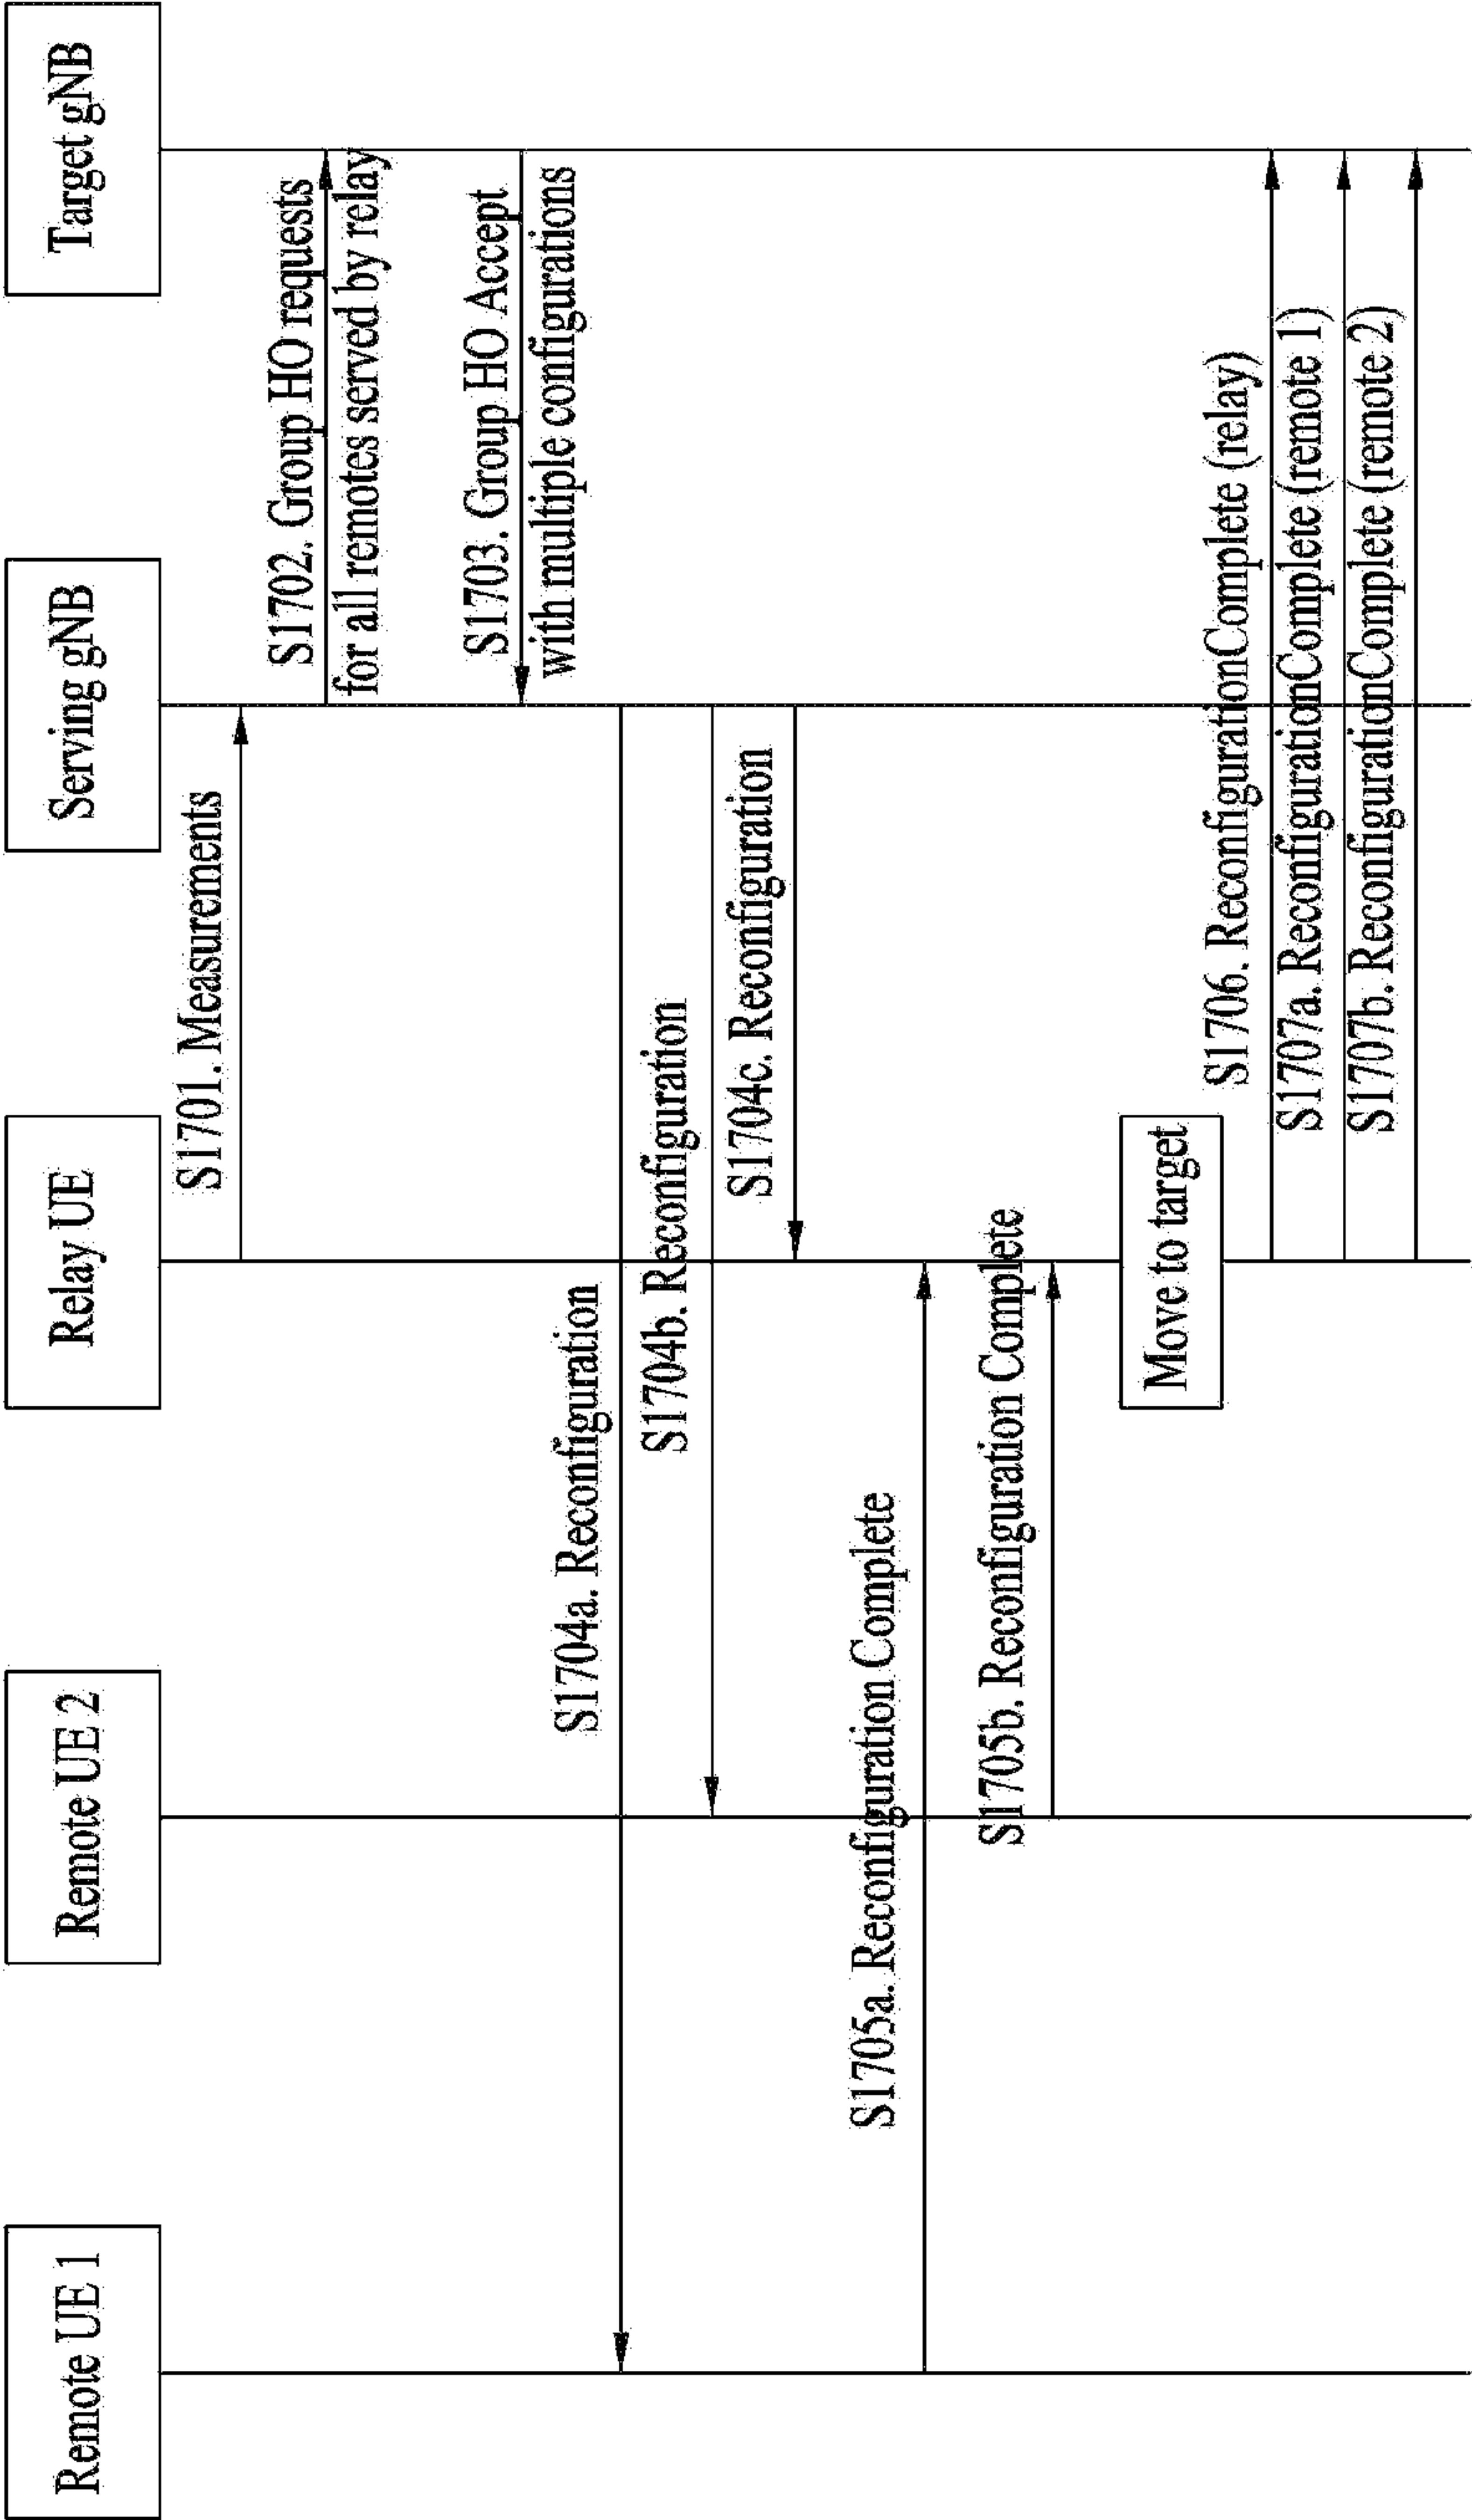 Remote UE 1
Remote UE 2
Relay UE
Serving gNB
Target gNB
S1701. Measurements
S1702. Group HO requests
for all remotes served by relay
S1703. Group HO Accept
with multiple configurations
S1704a. Reconfiguration
S1704b. Reconfiguration
S1704c. Reconfiguration
S1705a. Reconfiguration Complete
S1705b. Reconfiguration Complete
Move to target
S1706. ReconfigurationComplete (relay)
S1707a. ReconfigurationComplete (remote 1)
S1707b. ReconfigurationComplete (remote 2)